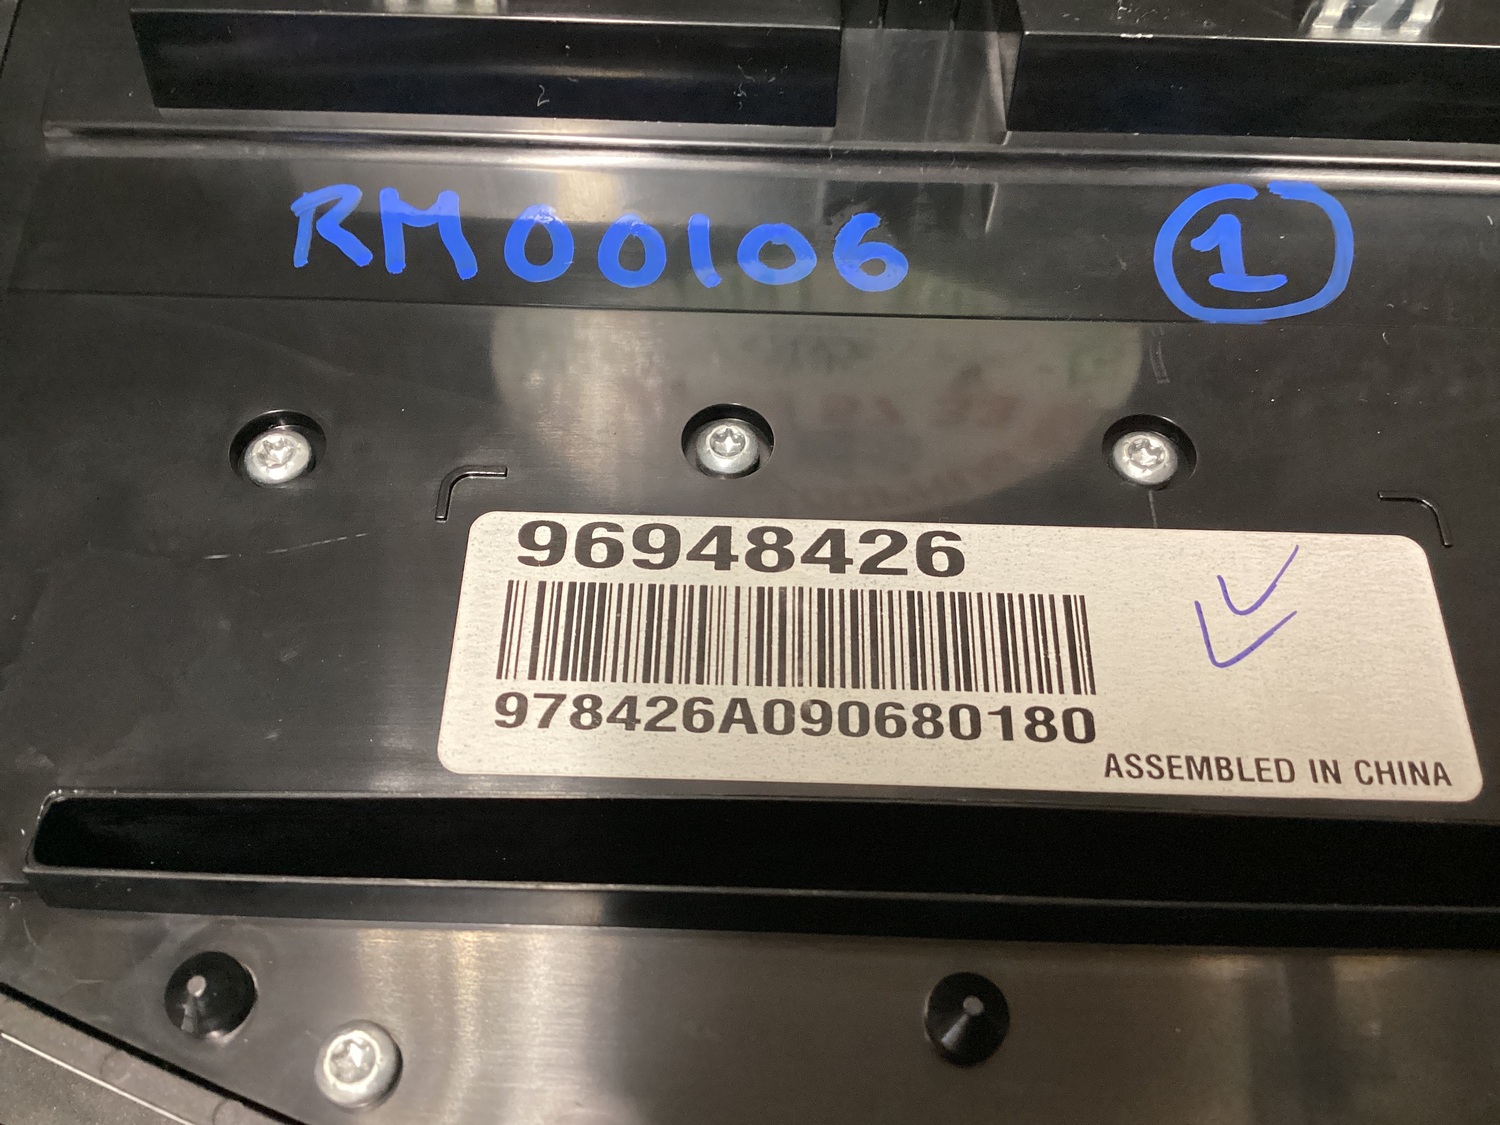 RM00106 1
96948426
978426A090680180
ASSEMBLED IN CHINA